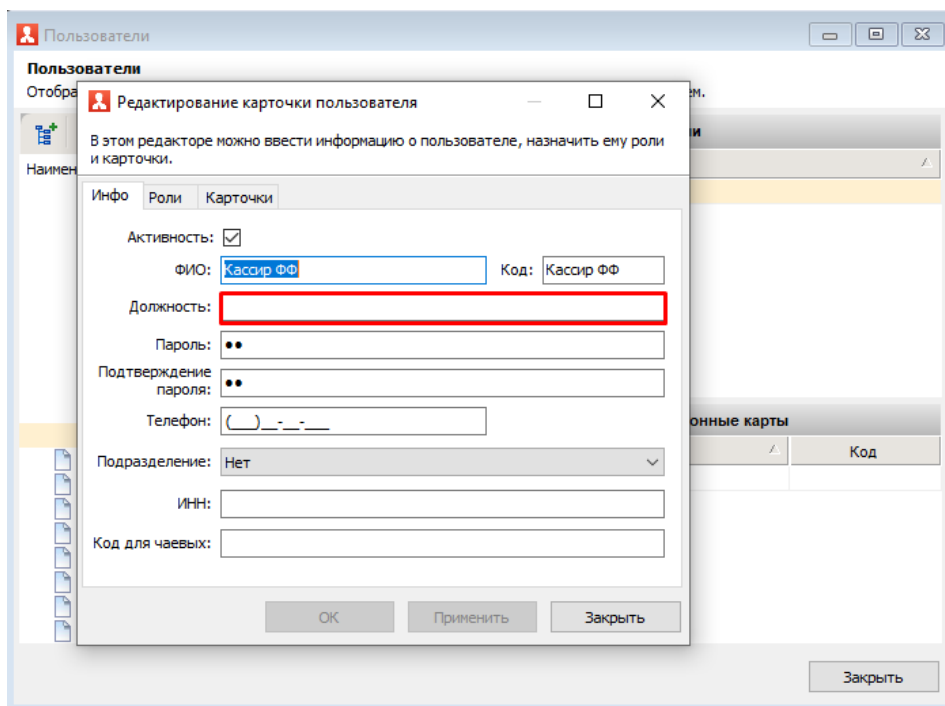 Пользователи
Пользователи
Отобра
ем.
Редактирование карточки пользователя
В этом редакторе можно ввести информацию о пользователе, назначить ему роли
и карточки.
Наимен
Инфо Роли Карточки
Активность:
ФИО: Кассир ФФ Код: Кассир ФФ
Должность:
Пароль: ••
Подтверждение
пароля: ••
Телефон: (___)__-__-___
онные карты
Код
Подразделение: Нет
ИНН:
Код для чаевых:
ОК Применить Закрыть
Закрыть